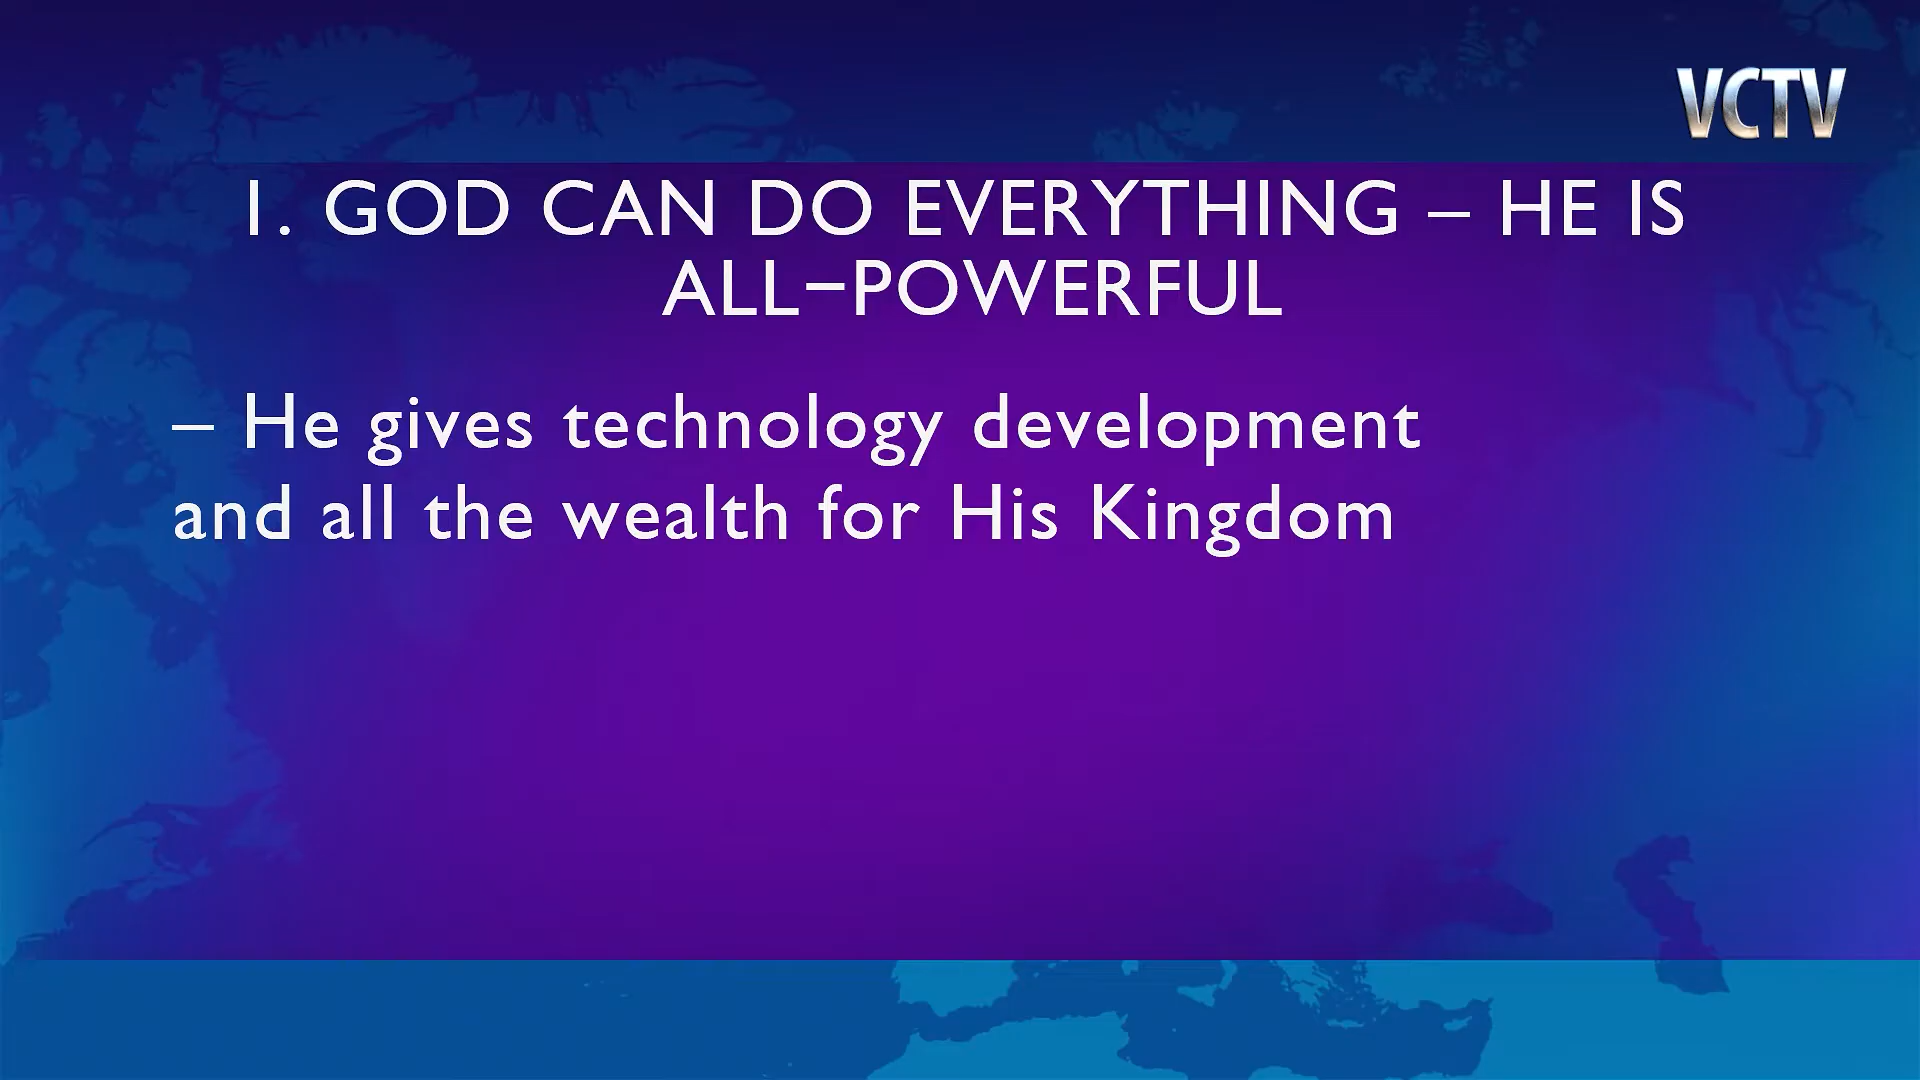 VCTV
1. GOD CAN DO EVERYTHING – HE IS
ALL-POWERFUL
– He gives technology development
and all the wealth for His Kingdom